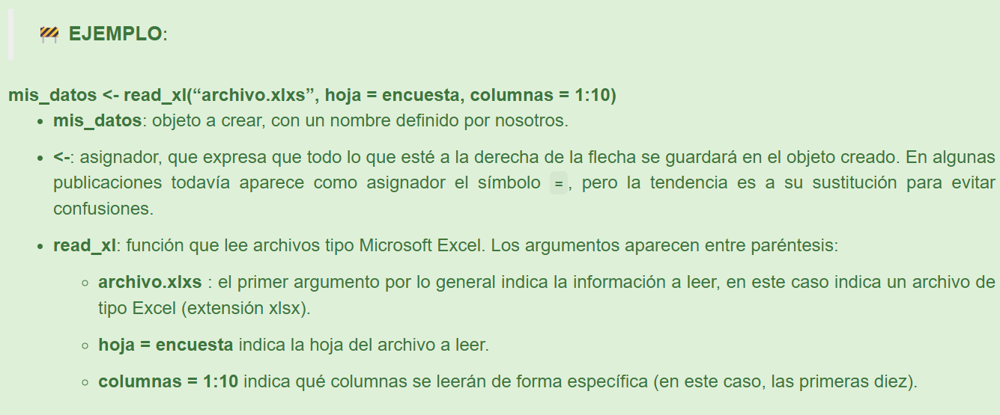 🚧 EJEMPLO:
mis_datos <- read_xl(“archivo.xlxs”, hoja = encuesta, columnas = 1:10)
• mis_datos: objeto a crear, con un nombre definido por nosotros.
• <-: asignador, que expresa que todo lo que esté a la derecha de la flecha se guardará en el objeto creado. En algunas
publicaciones todavía aparece como asignador el símbolo =, pero la tendencia es a su sustitución para evitar
confusiones.
• read_xl: función que lee archivos tipo Microsoft Excel. Los argumentos aparecen entre paréntesis:
◦ archivo.xlxs : el primer argumento por lo general indica la información a leer, en este caso indica un archivo de
tipo Excel (extensión xlsx).
◦ hoja = encuesta indica la hoja del archivo a leer.
◦ columnas = 1:10 indica qué columnas se leerán de forma específica (en este caso, las primeras diez).